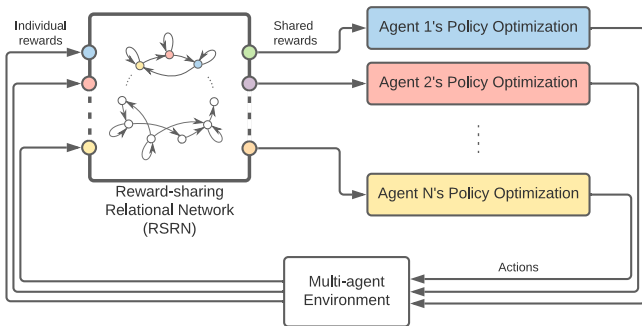 Individual
rewards
Shared
rewards
Agent 1's Policy Optimization
Agent 2's Policy Optimization
Agent N's Policy Optimization
Reward-sharing
Relational Network
(RSRN)
Actions
Multi-agent
Environment